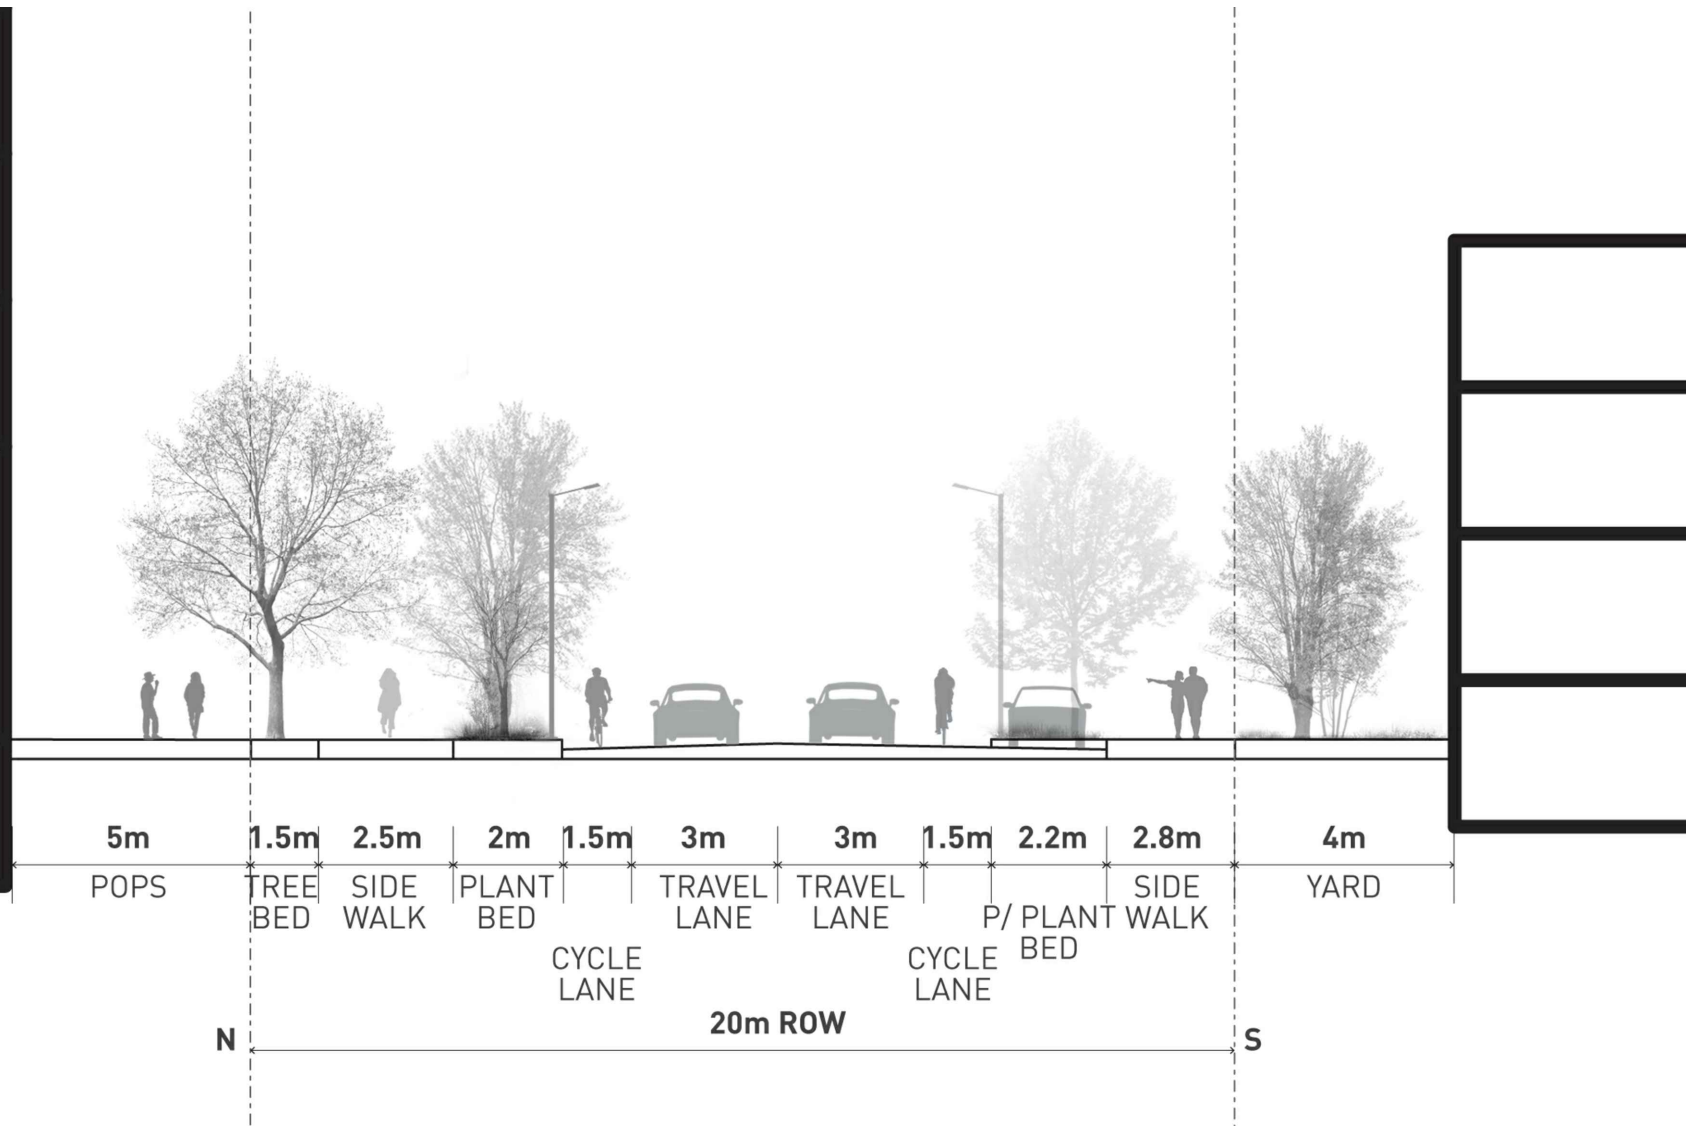 5m 1.5m 2.5m 2m 1.5m 3m 3m 1.5m 2.2m 2.8m 4m
POPS TREE SIDE PLANT TRAVEL TRAVEL SIDE YARD
BED WALK BED LANE LANE P/ PLANT WALK
BED
CYCLE CYCLE
LANE LANE
20m ROW
N S